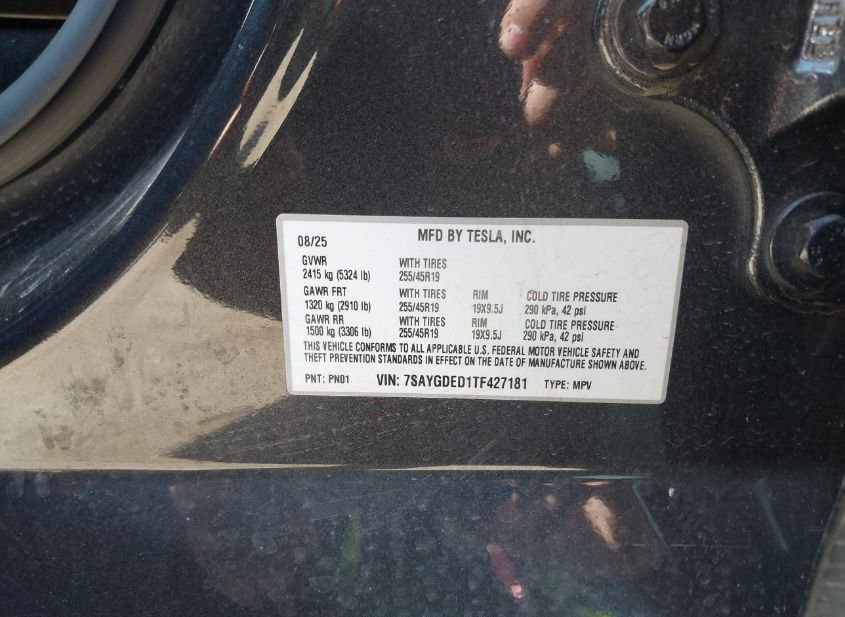 08/25 MFD BY TESLA, INC.
GVWR WITH TIRES
2415 kg (5324 lb) 255/45R19
GAWR FRT WITH TIRES RIM COLD TIRE PRESSURE
1320 kg (2910 lb) 255/45R19 19X9.5J 290 kPa, 42 psi
GAWR RR WITH TIRES RIM COLD TIRE PRESSURE
1500 kg (3306 lb) 255/45R19 19X9.5J 290 kPa, 42 psi
THIS VEHICLE CONFORMS TO ALL APPLICABLE U.S. FEDERAL MOTOR VEHICLE SAFETY AND
THEFT PREVENTION STANDARDS IN EFFECT ON THE DATE OF MANUFACTURE SHOWN ABOVE.
PNT: PN01 VIN: 7SAYGDED1TF427181 TYPE: MPV